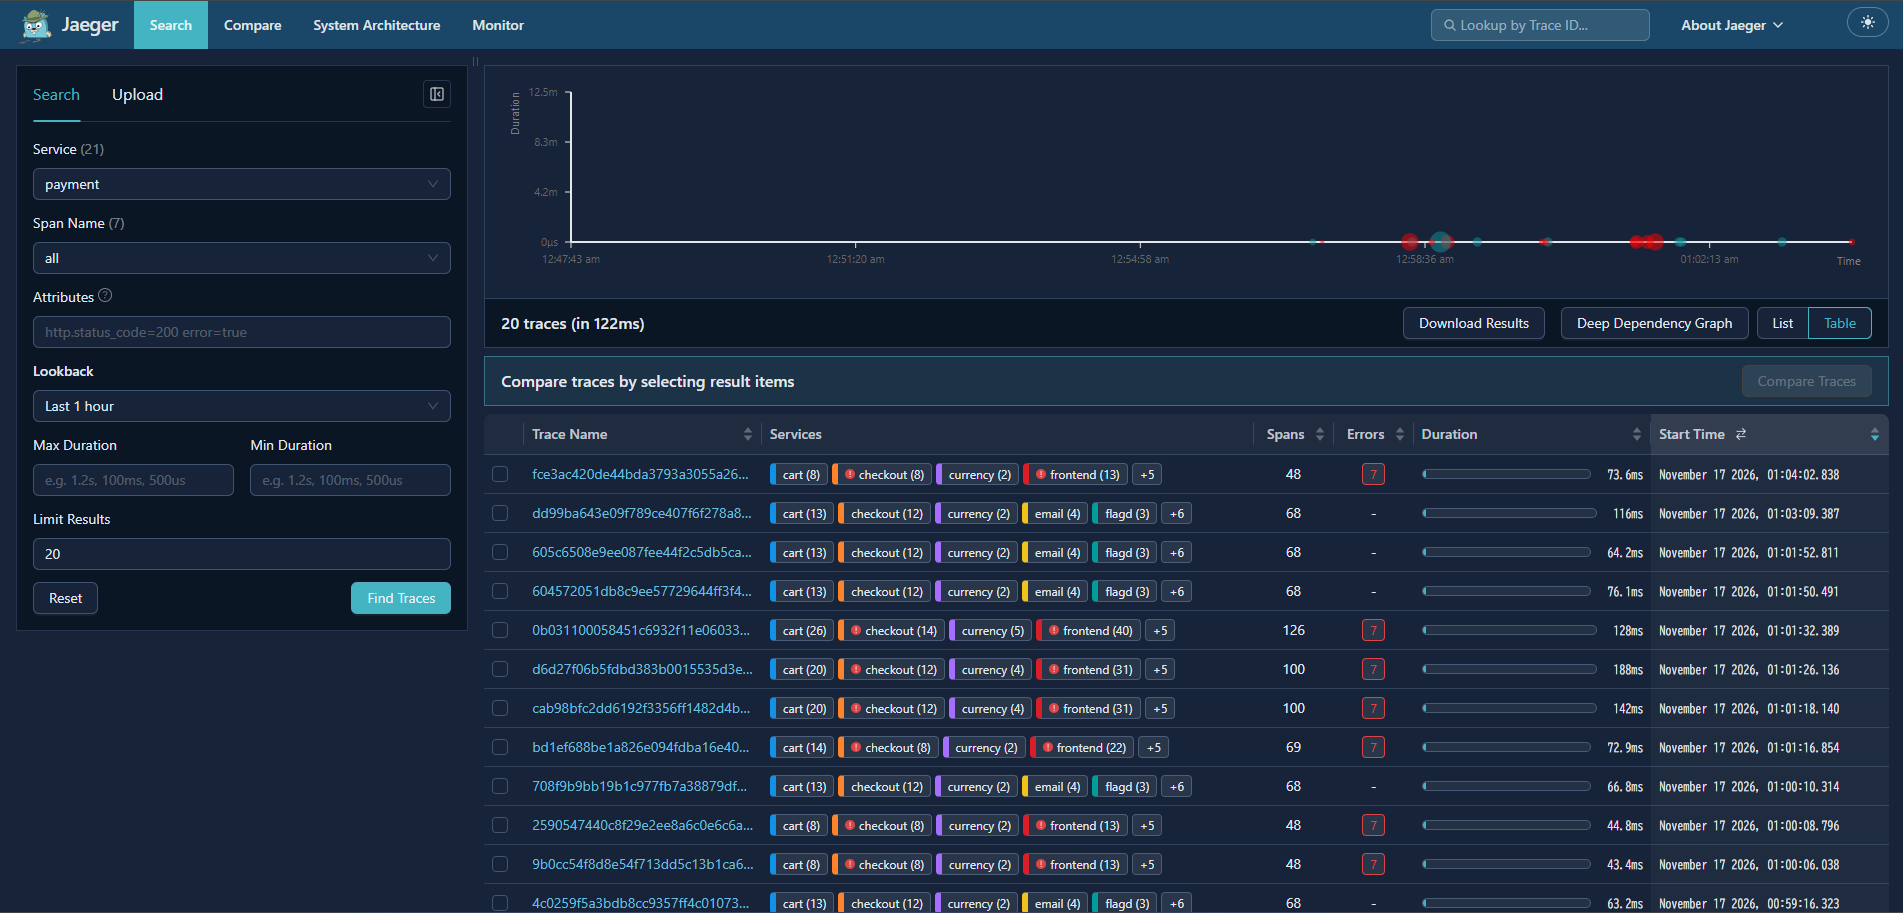 Jaeger Search Compare System Architecture Monitor Lookup by Trace ID... About Jaeger
Search Upload
Service (21)
payment
Span Name (7)
all
Attributes
http.status_code=200 error=true
Lookback
Last 1 hour
Max Duration Min Duration
e.g. 1.2s, 100ms, 500us e.g. 1.2s, 100ms, 500us
Limit Results
20
Reset Find Traces
Duration
12.5m
8.3m
4.2m
0μs
12:47:43 am 12:51:20 am 12:54:58 am 12:58:36 am 01:02:13 am Time
20 traces (in 122ms) Download Results Deep Dependency Graph List Table
Compare traces by selecting result items Compare Traces
Trace Name Services Spans Errors Duration Start Time
fce3ac420de44bda3793a3055a26... cart (8) checkout (8) currency (2) frontend (13) +5 48 7 73.6ms November 17 2026, 01:04:02.838
dd99ba643e09f789ce407f6f278a8... cart (13) checkout (12) currency (2) email (4) flagd (3) +6 68 - 116ms November 17 2026, 01:03:09.387
605c6508e9ee087fee44f2c5db5ca... cart (13) checkout (12) currency (2) email (4) flagd (3) +6 68 - 64.2ms November 17 2026, 01:01:52.811
604572051db8c9ee57729644ff3f4... cart (13) checkout (12) currency (2) email (4) flagd (3) +6 68 - 76.1ms November 17 2026, 01:01:50.491
0b031100058451c6932f11e06033... cart (26) checkout (14) currency (5) frontend (40) +5 126 7 128ms November 17 2026, 01:01:32.389
d6d27f06b5fdbd383b0015535d3e... cart (20) checkout (12) currency (4) frontend (31) +5 100 7 188ms November 17 2026, 01:01:26.136
cab98bfc2dd6192f3356ff1482d4b... cart (20) checkout (12) currency (4) frontend (31) +5 100 7 142ms November 17 2026, 01:01:18.140
bd1ef688be1a826e094fdba16e40... cart (14) checkout (8) currency (2) frontend (22) +5 69 7 72.9ms November 17 2026, 01:01:16.854
708f9b9bb19b1c977fb7a38879df... cart (13) checkout (12) currency (2) email (4) flagd (3) +6 68 - 66.8ms November 17 2026, 01:00:10.314
2590547440c8f29e2ee8a6c0e6c6a... cart (8) checkout (8) currency (2) frontend (13) +5 48 7 44.8ms November 17 2026, 01:00:08.796
9b0cc54f8d8e54f713dd5c13b1ca6... cart (8) checkout (8) currency (2) frontend (13) +5 48 7 43.4ms November 17 2026, 01:00:06.038
4c0259f5a3bdb8cc9357ff4c01073... cart (13) checkout (12) currency (2) email (4) flagd (3) +6 68 - 63.2ms November 17 2026, 00:59:16.323